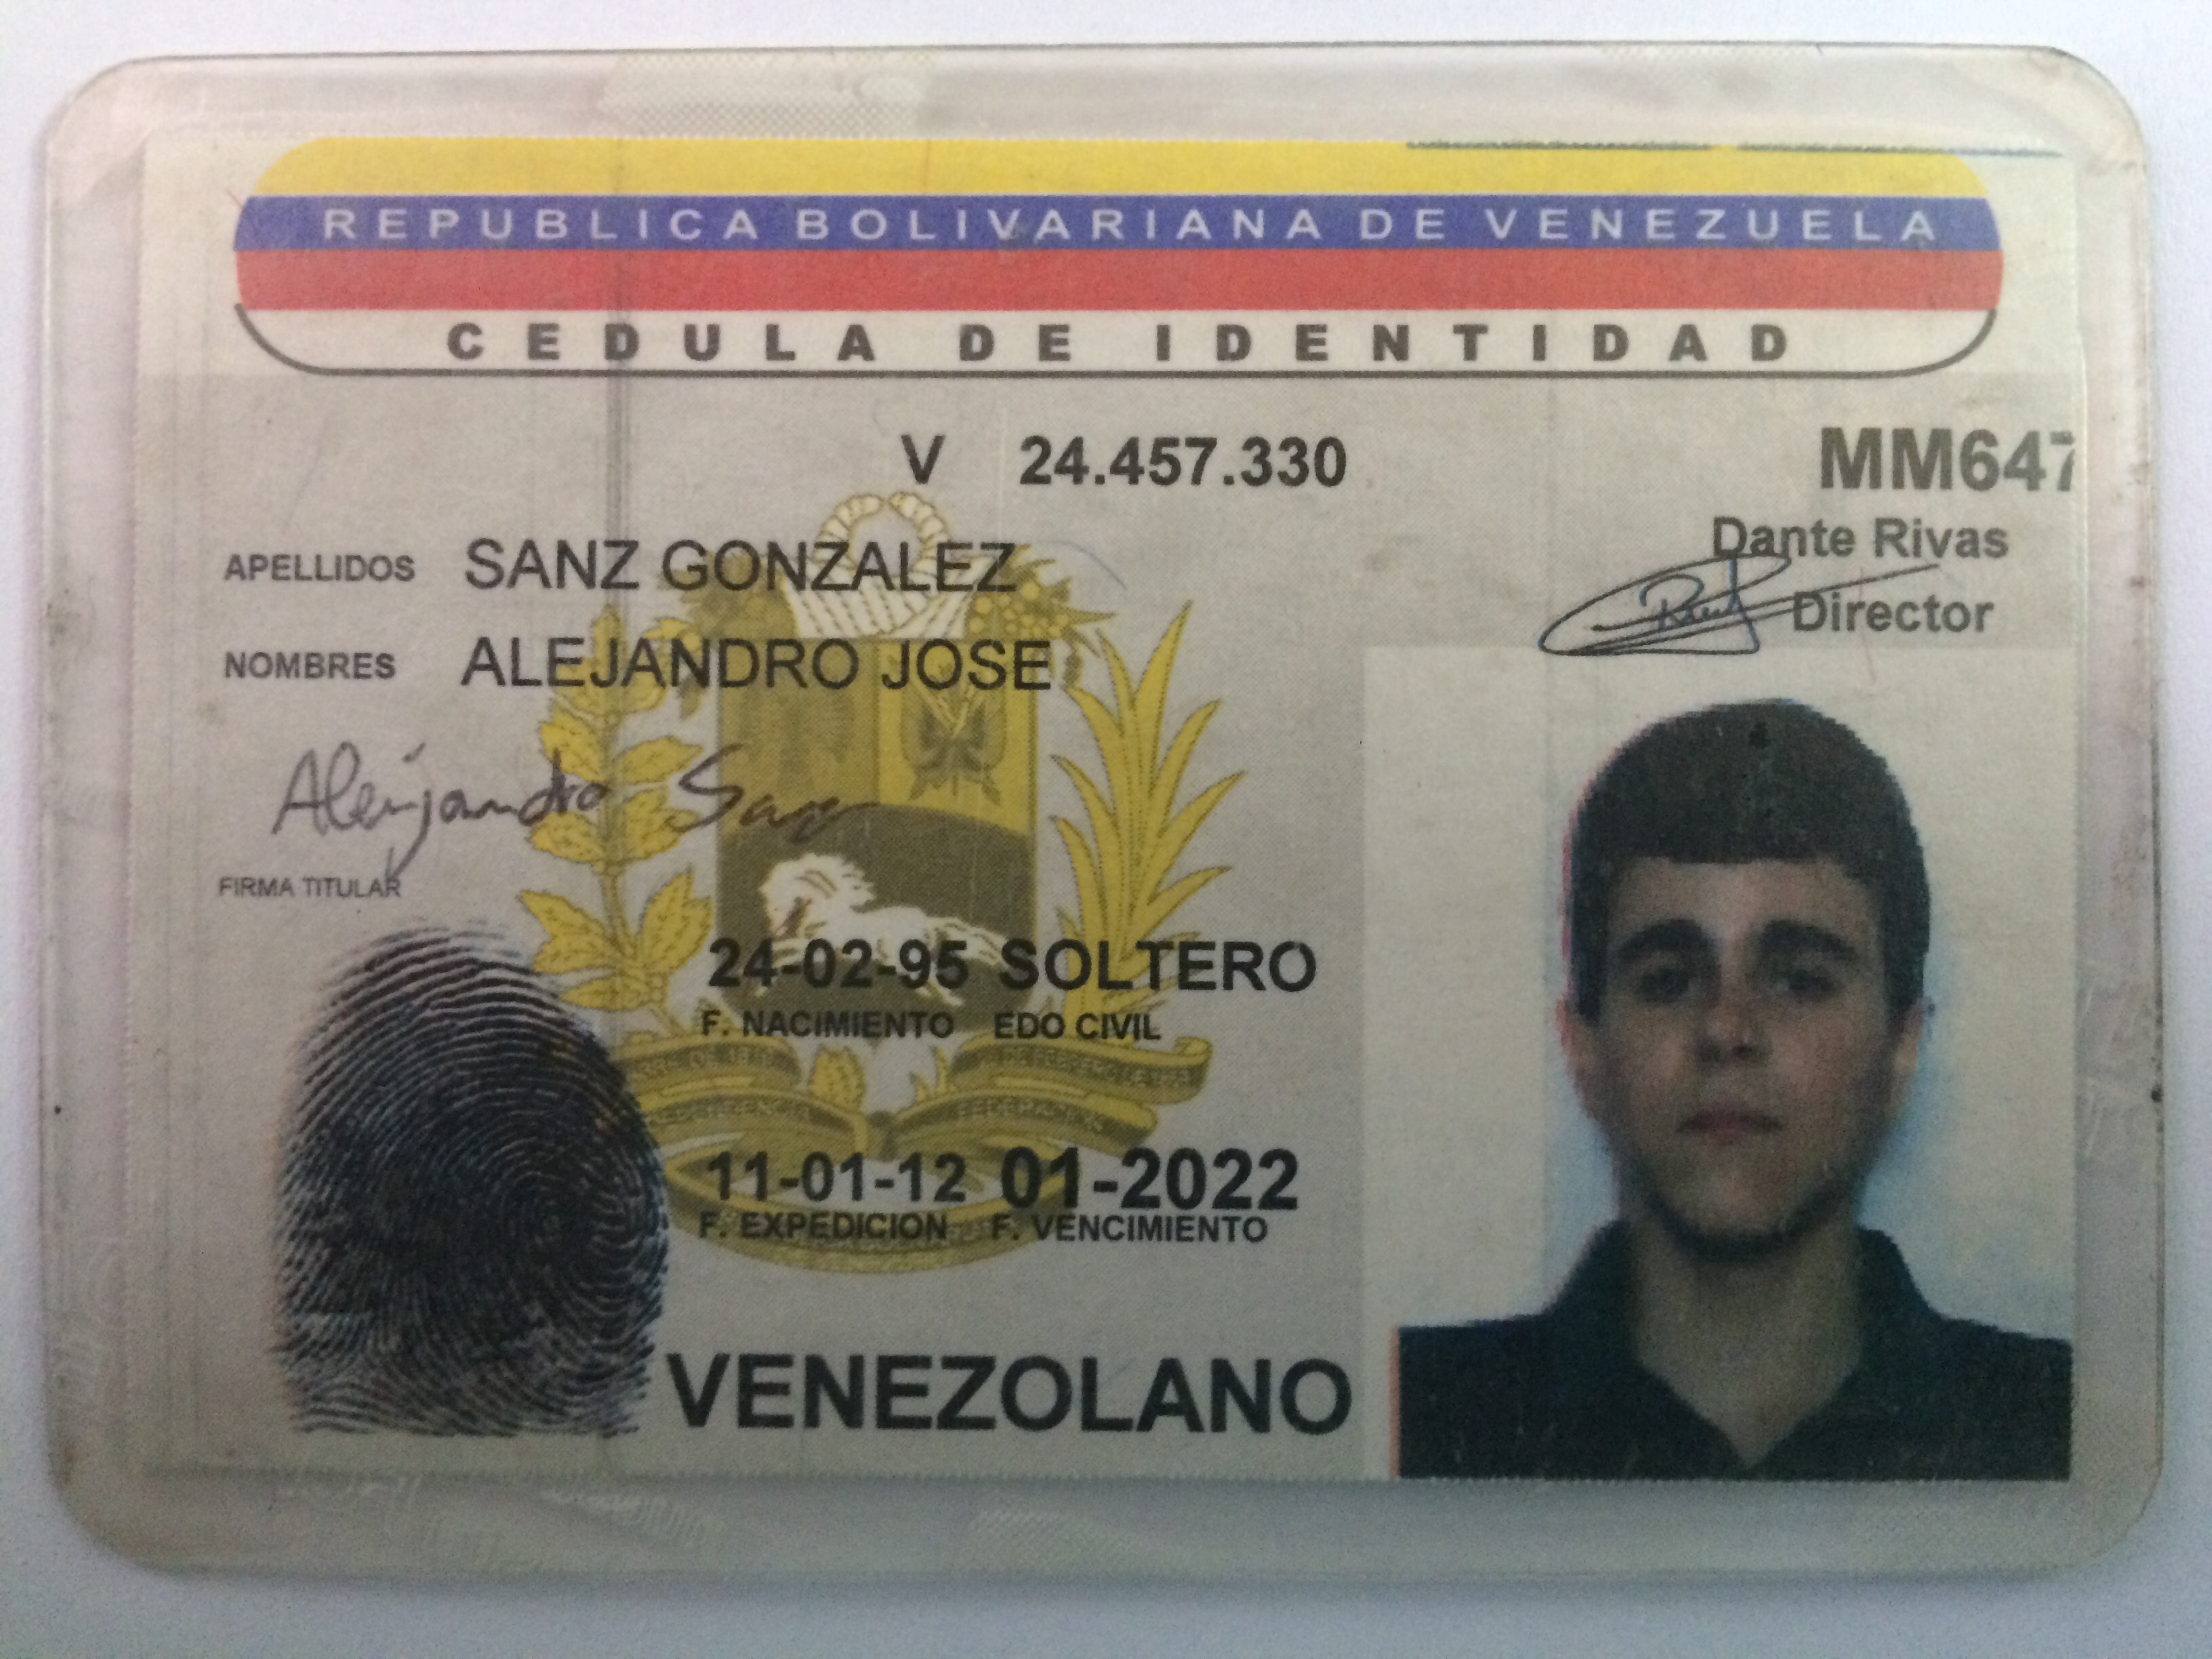 REPUBLICA BOLIVARIANA DE VENEZUELA
CEDULA DE IDENTIDAD
V 24.457.330
MM647
Dante Rivas
Director
APELLIDOS SANZ GONZALEZ
NOMBRES ALEJANDRO JOSE
Alejandro Sanz
FIRMA TITULAR
24-02-95 SOLTERO
F. NACIMIENTO EDO CIVIL
11-01-12 01-2022
F. EXPEDICION F. VENCIMIENTO
VENEZOLANO